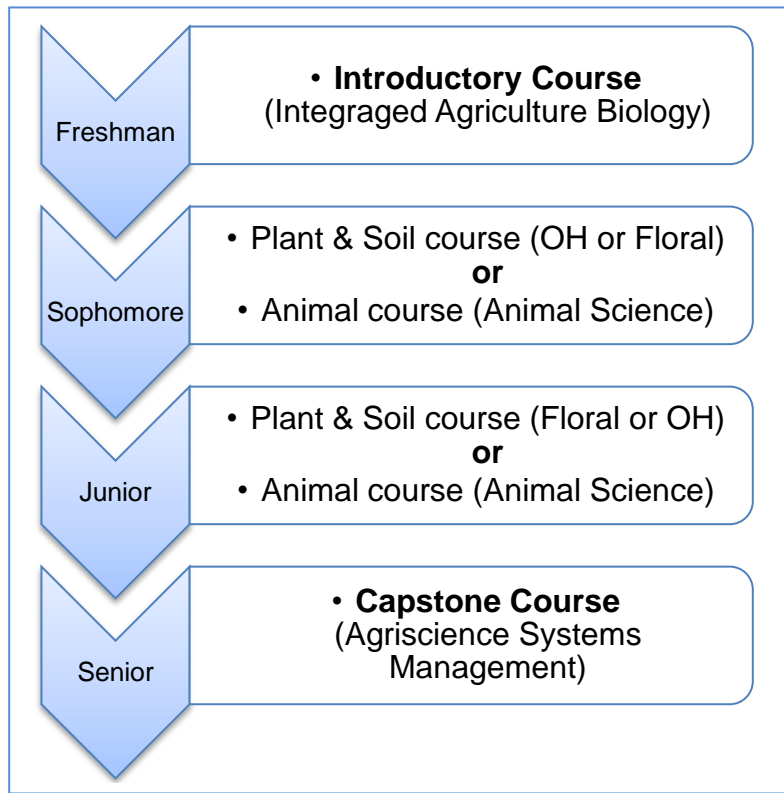 Freshman
• Introductory Course
(Integraged Agriculture Biology)
Sophomore
• Plant & Soil course (OH or Floral)
or
• Animal course (Animal Science)
Junior
• Plant & Soil course (Floral or OH)
or
• Animal course (Animal Science)
Senior
• Capstone Course
(Agriscience Systems
Management)